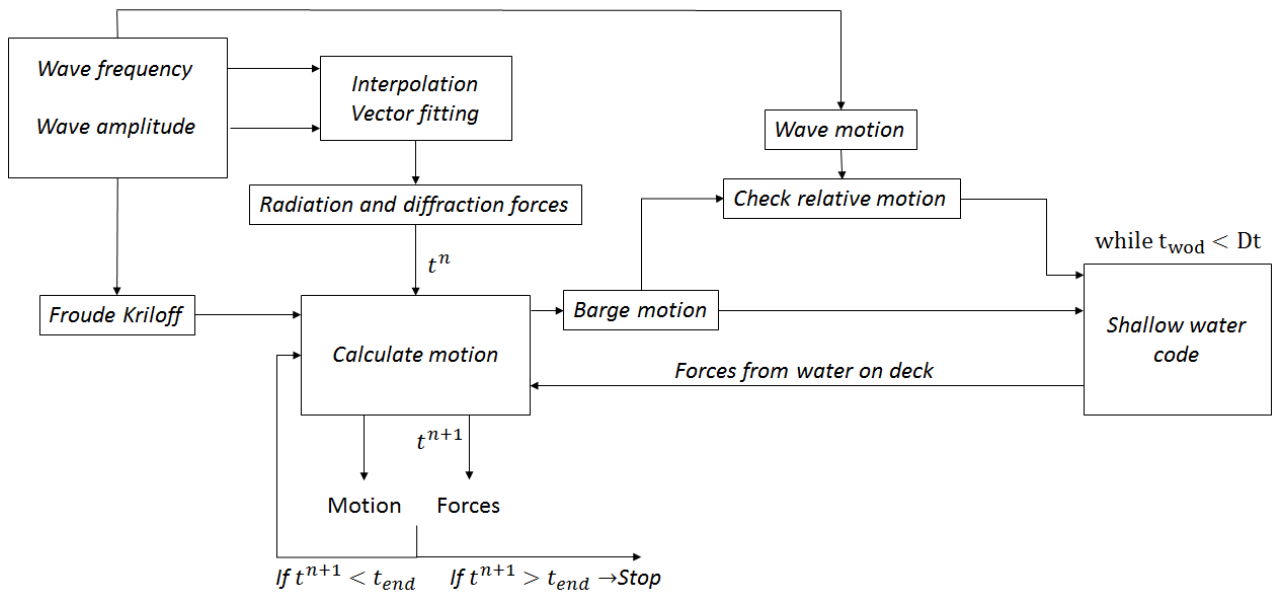 Wave frequency
Wave amplitude
Interpolation
Vector fitting
Wave motion
Radiation and diffraction forces
Check relative motion
while t_wod < Dt
t^n
Froude Kriloff
Barge motion
Calculate motion
Shallow water
code
Forces from water on deck
t^{n+1}
Motion
Forces
If t^{n+1} < t_end
If t^{n+1} > t_end →Stop